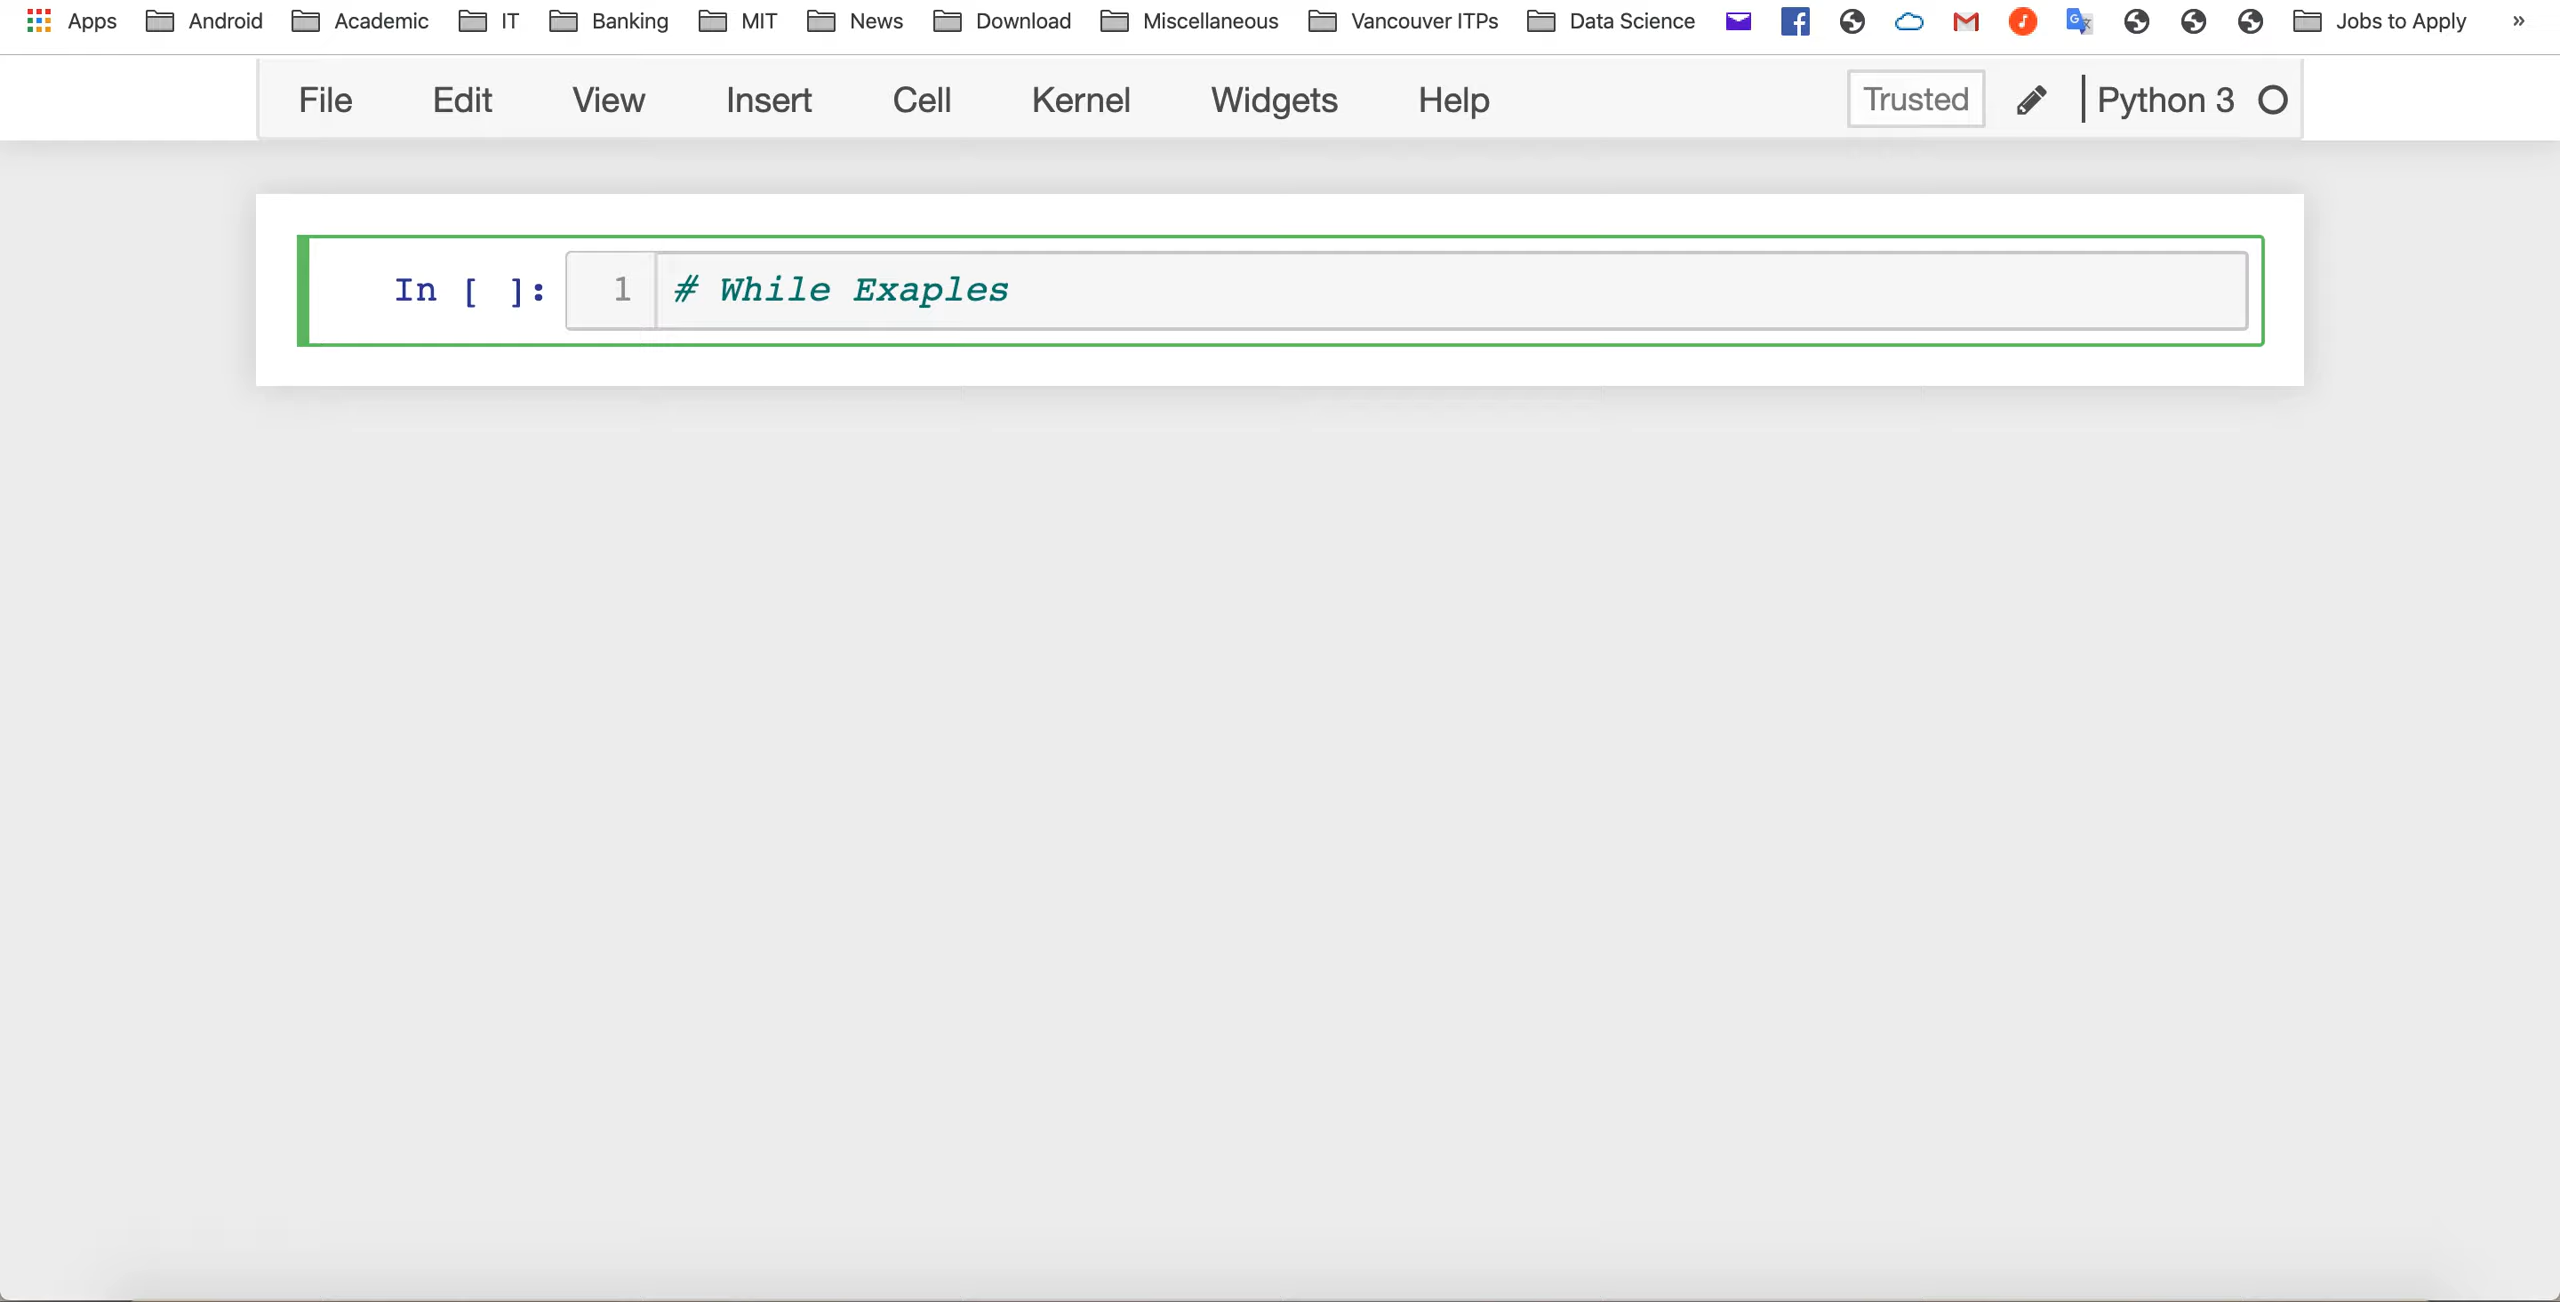 Apps Android Academic IT Banking MIT News Download Miscellaneous Vancouver ITPs Data Science Jobs to Apply »
File Edit View Insert Cell Kernel Widgets Help Trusted Python 3
In [ ]: 1 # While Exaples